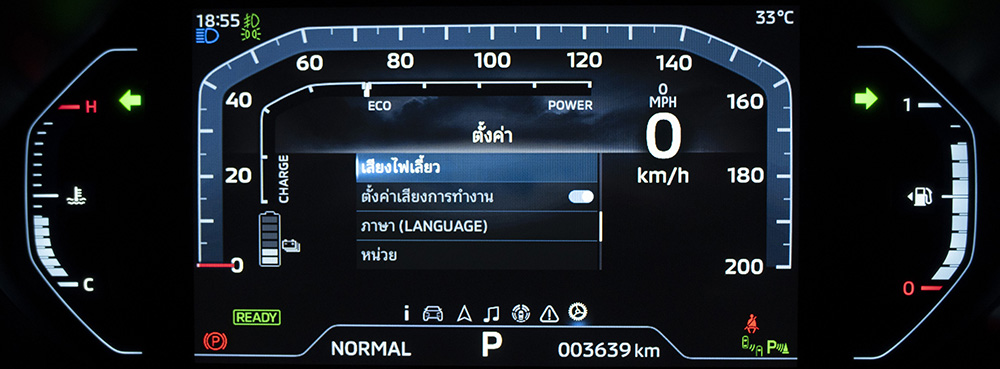 18:55
33°C
60 80 100 120 140
0
MPH
ECO POWER
H
40
160
1
ตั้งค่า
0
km/h
เสียงไฟเลี้ยว
20
CHARGE
180
ตั้งค่าเสียงการทำงาน
ภาษา (LANGUAGE)
หน่วย
0
200
C
0
READY
P
NORMAL
P
003639 km
P